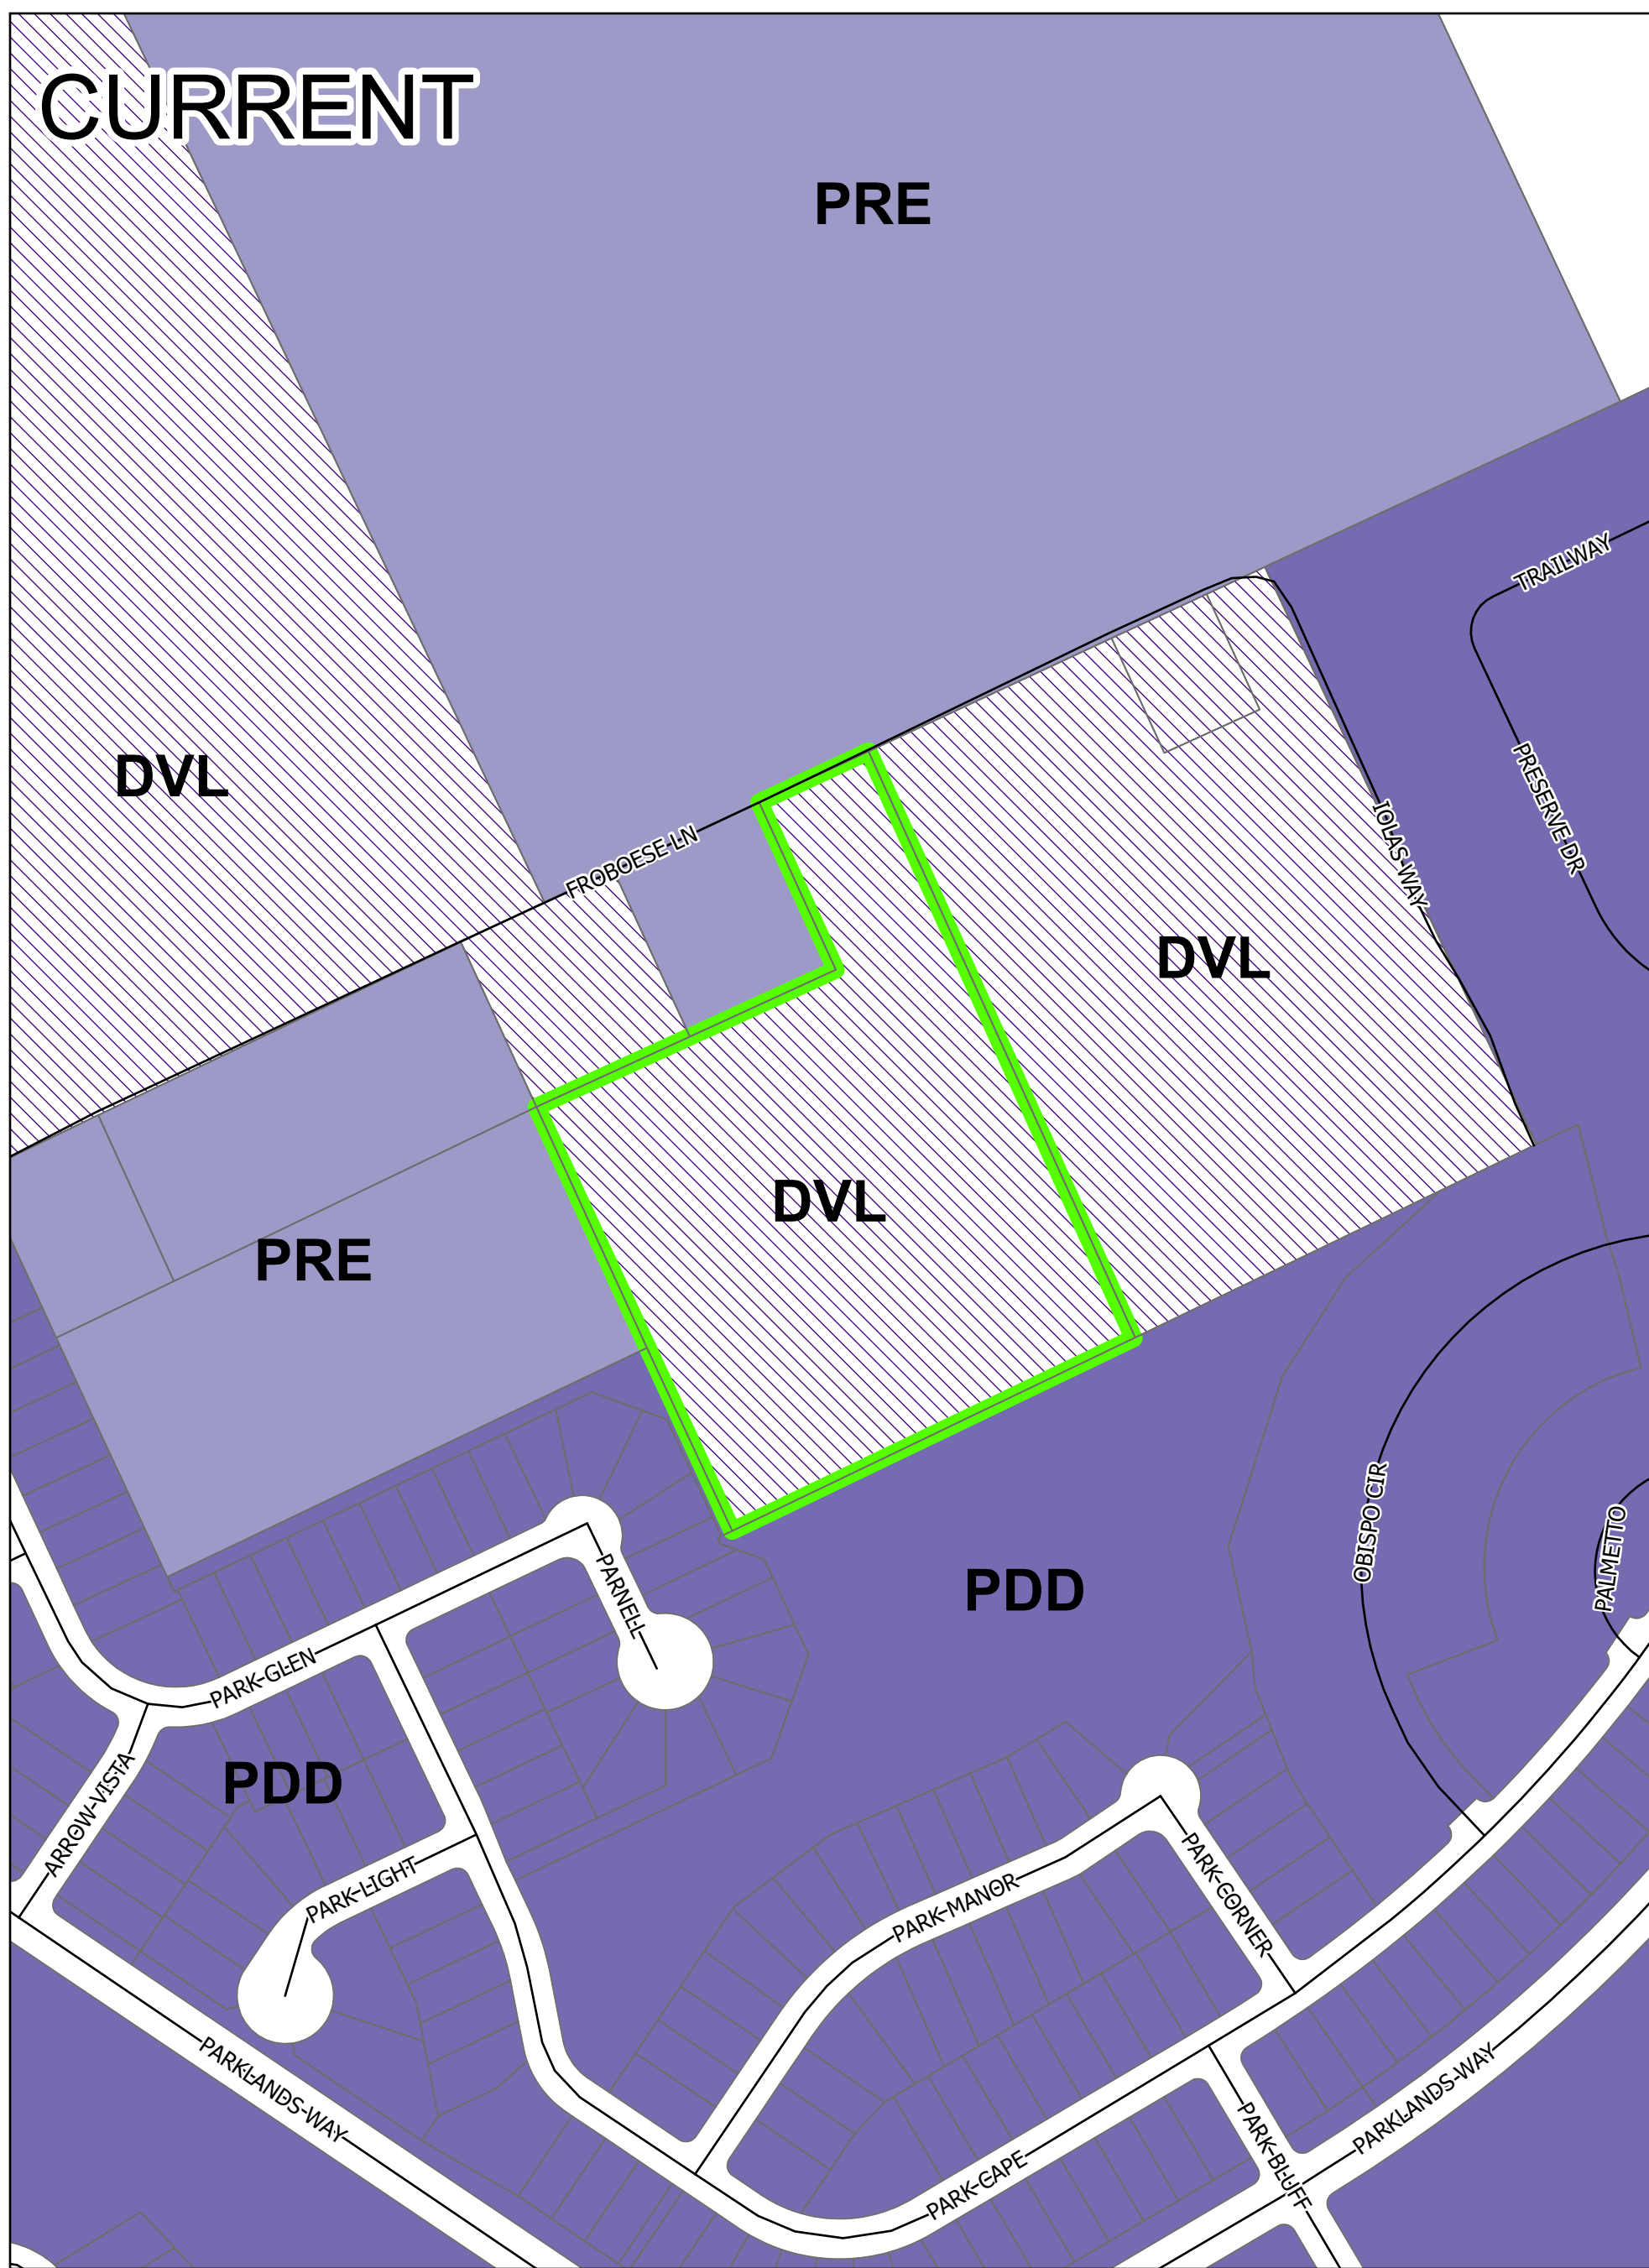 CURRENT
PRE
TRAILWAY
DVL
PRESERVE DR
FROBOESE LN
IOLAS WAY
DVL
DVL
PRE
OBISPO CIR
PALMETTO
PDD
PARNELL
PARK GLEN
PDD
ARROW VISTA
PARK LIGHT
PARK MANOR
PARK CORNER
PARKLANDS WAY
PARK CAPE
PARK BLUFF
PARKLANDS WAY